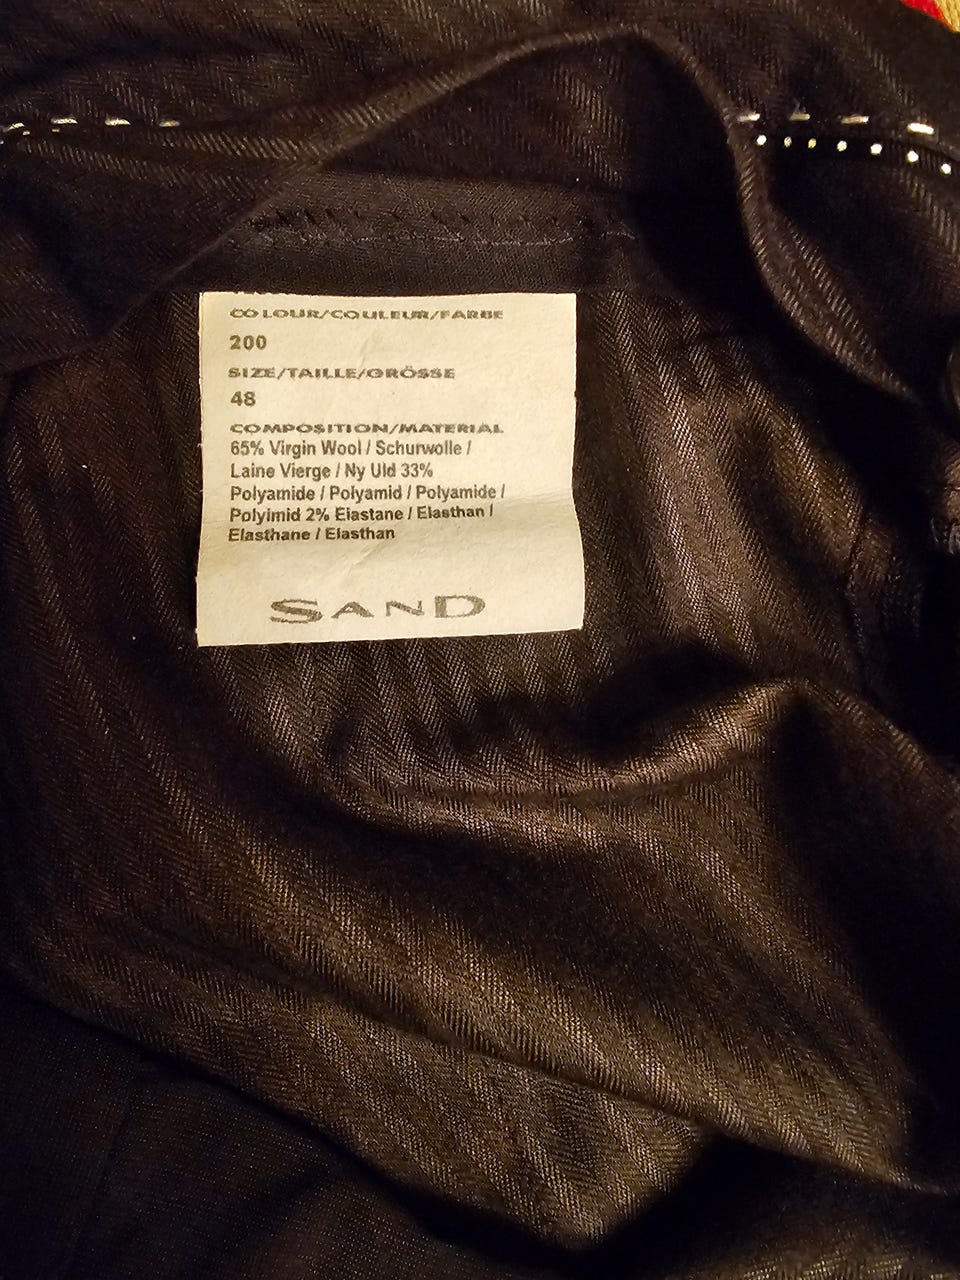 COLOUR/COULEUR/FARBE
200
SIZE/TAILLE/GRÖSSE
48
COMPOSITION/MATERIAL
65% Virgin Wool / Schurwolle /
Laine Vierge / Ny Uld 33%
Polyamide / Polyamid / Polyamide /
Polyimid 2% Elastane / Elasthan /
Elasthane / Elasthan
SAND